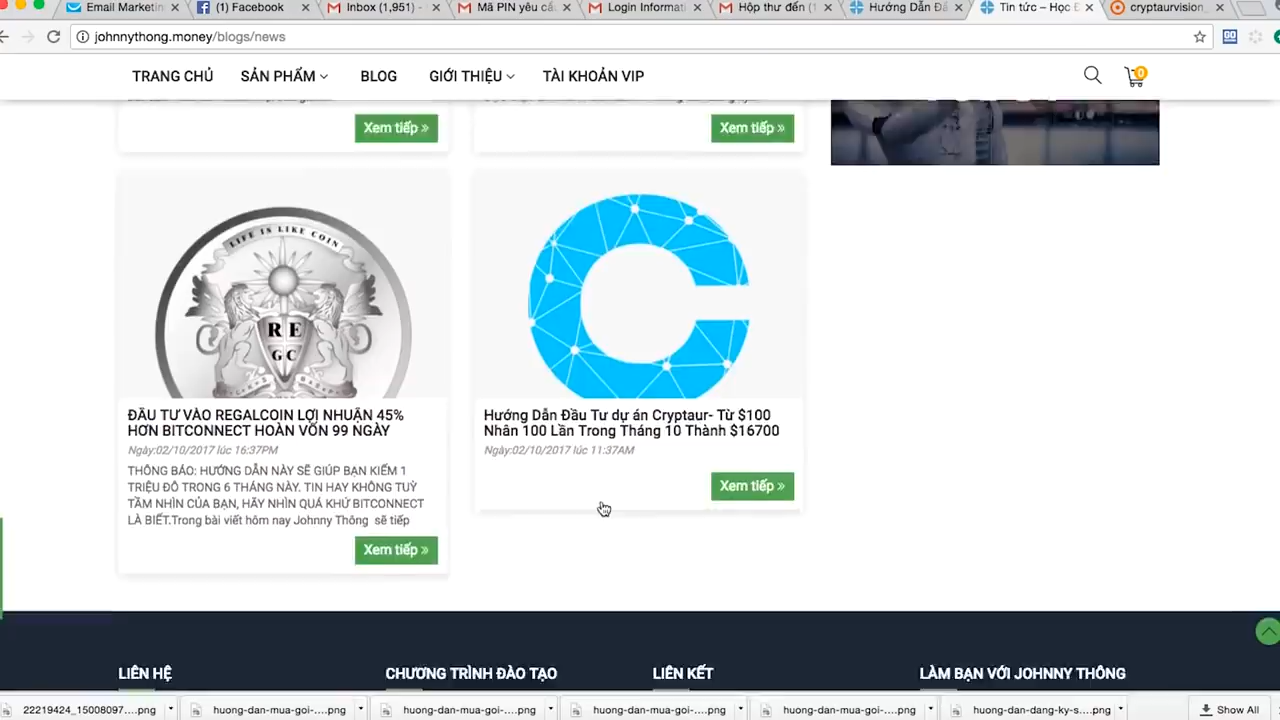 Email Marketin
(1) Facebook
Inbox (1,951) -
Mã PIN yêu cầ
Login Informati
Hộp thư đến (
Hướng Dẫn Đầ
Tin tức – Học Đ
cryptaurvision_
johnnythong.money/blogs/news
TRANG CHỦ
SẢN PHẨM
BLOG
GIỚI THIỆU
TÀI KHOẢN VIP
0
Xem tiếp »
Xem tiếp »
LIFE IS LIKE COIN
RE
GC
ĐẦU TƯ VÀO REGALCOIN LỢI NHUẬN 45%
HƠN BITCONNECT HOÀN VỐN 99 NGÀY
Ngày:02/10/2017 lúc 16:37PM
THÔNG BÁO: HƯỚNG DẪN NÀY SẼ GIÚP BẠN KIẾM 1
TRIỆU ĐÔ TRONG 6 THÁNG NÀY. TIN HAY KHÔNG TUỲ
TẦM NHÌN CỦA BẠN, HÃY NHÌN QUÁ KHỨ BITCONNECT
LÀ BIẾT.Trong bài viết hôm nay Johnny Thông sẽ tiếp
Xem tiếp »
Hướng Dẫn Đầu Tư dự án Cryptaur- Từ $100
Nhân 100 Lần Trong Tháng 10 Thành $16700
Ngày:02/10/2017 lúc 11:37AM
Xem tiếp »
LIÊN HỆ
CHƯƠNG TRÌNH ĐÀO TẠO
LIÊN KẾT
LÀM BẠN VỚI JOHNNY THÔNG
22219424_15008097....png
huong-dan-mua-goi-....png
huong-dan-mua-goi-....png
huong-dan-mua-goi-....png
huong-dan-mua-goi-....png
huong-dan-dang-ky-s....png
Show All